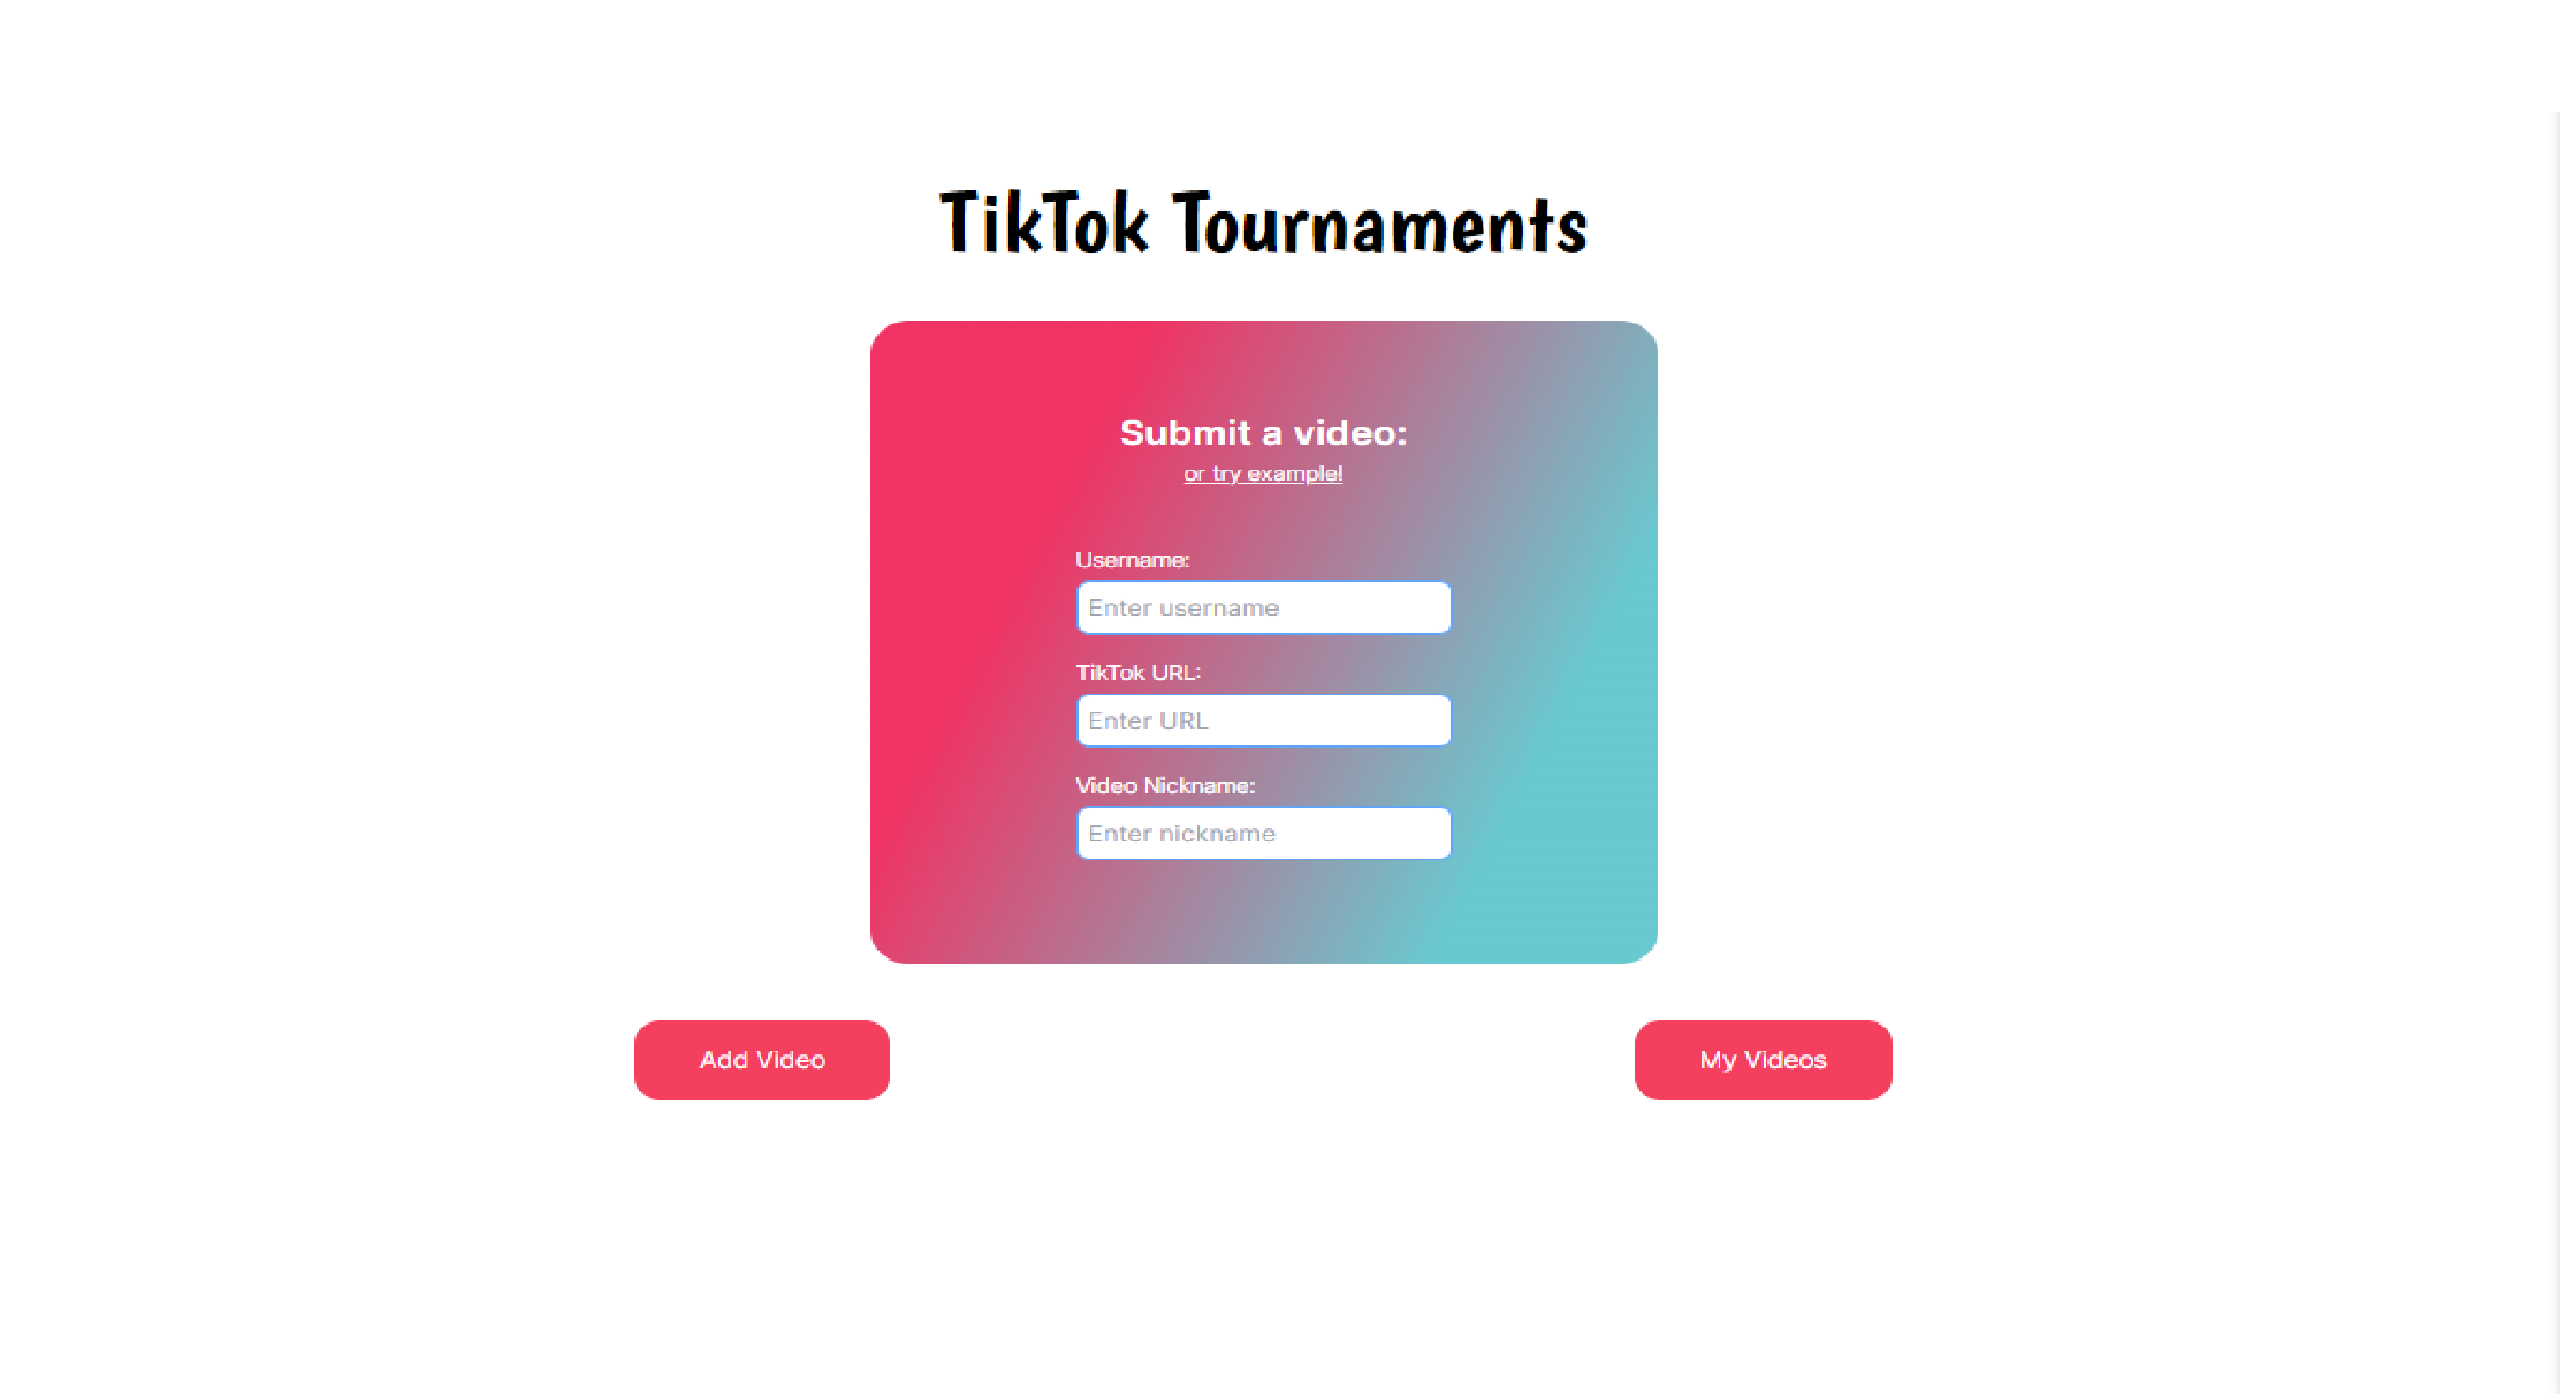 TikTok Tournaments
Submit a video:
or try example!
Username:
Enter username
TikTok URL:
Enter URL
Video Nickname:
Enter nickname
Add Video
My Videos